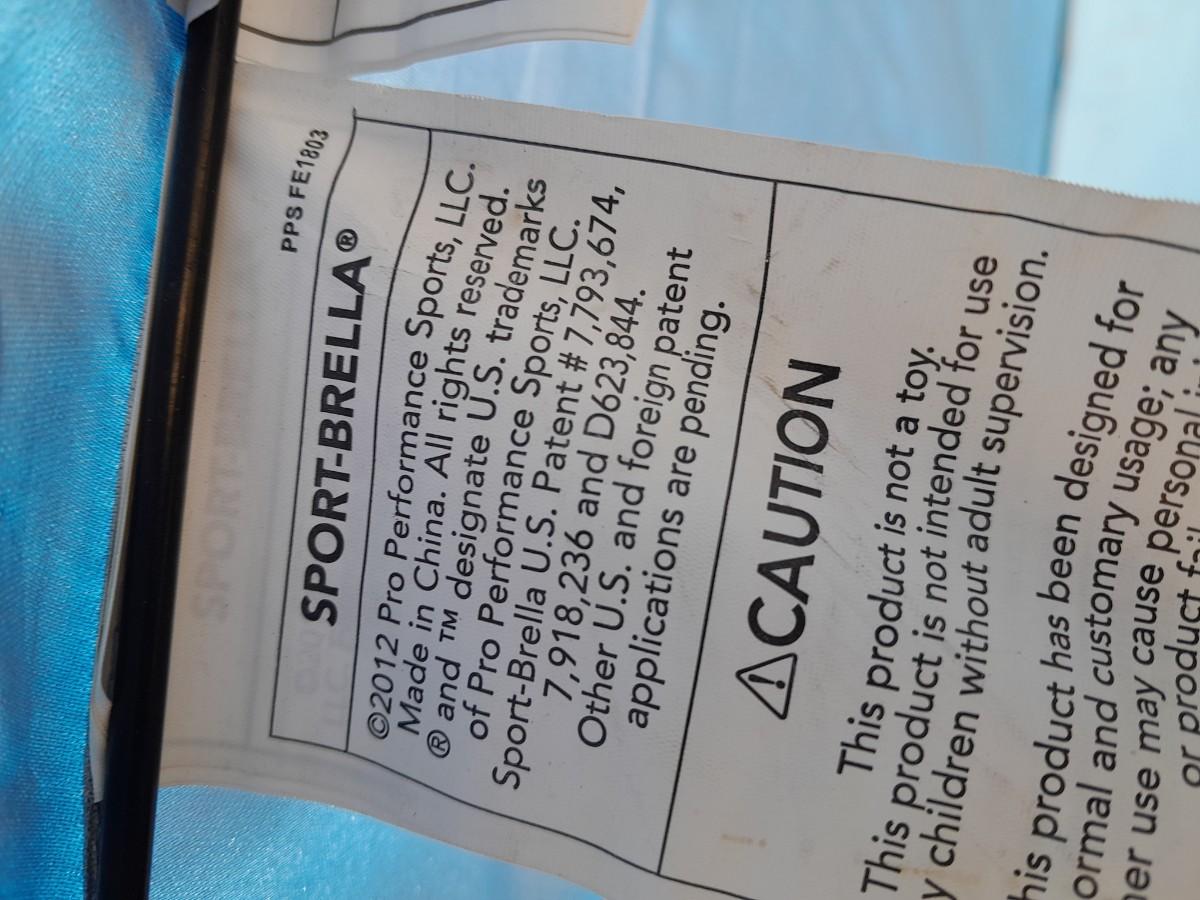 PPS FE1803
SPORT-BRELLA®
©2012 Pro Performance Sports, LLC.
Made in China. All rights reserved.
® and ™ designate U.S. trademarks
of Pro Performance Sports, LLC.
Sport-Brella U.S. Patent # 7,793,674,
7,918,236 and D623,844.
Other U.S. and foreign patent
applications are pending.
⚠CAUTION
This product is not a toy.
This product is not intended for use
y children without adult supervision.
his product has been designed for
ormal and customary usage; any
her use may cause personal
or product